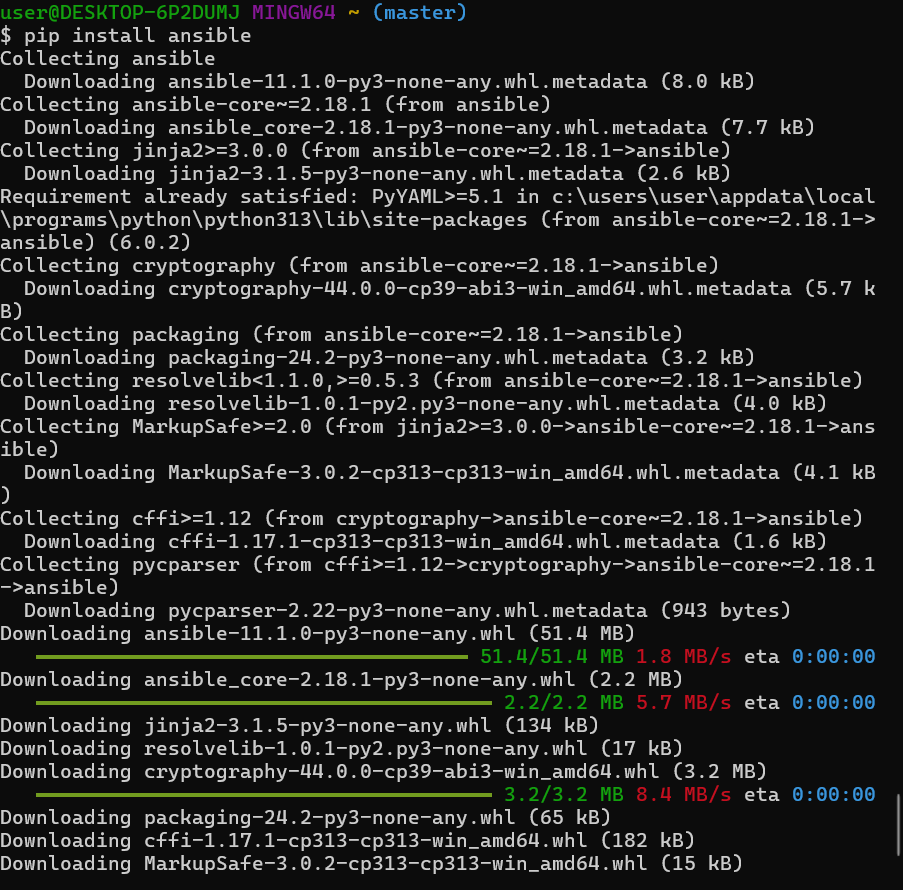 user@DESKTOP-6P2DUMJ MINGW64 ~ (master)
$ pip install ansible
Collecting ansible
  Downloading ansible-11.1.0-py3-none-any.whl.metadata (8.0 kB)
Collecting ansible-core~=2.18.1 (from ansible)
  Downloading ansible_core-2.18.1-py3-none-any.whl.metadata (7.7 kB)
Collecting jinja2>=3.0.0 (from ansible-core~=2.18.1->ansible)
  Downloading jinja2-3.1.5-py3-none-any.whl.metadata (2.6 kB)
Requirement already satisfied: PyYAML>=5.1 in c:\users\user\appdata\local
\programs\python\python313\lib\site-packages (from ansible-core~=2.18.1->
ansible) (6.0.2)
Collecting cryptography (from ansible-core~=2.18.1->ansible)
  Downloading cryptography-44.0.0-cp39-abi3-win_amd64.whl.metadata (5.7 k
B)
Collecting packaging (from ansible-core~=2.18.1->ansible)
  Downloading packaging-24.2-py3-none-any.whl.metadata (3.2 kB)
Collecting resolvelib<1.1.0,>=0.5.3 (from ansible-core~=2.18.1->ansible)
  Downloading resolvelib-1.0.1-py2.py3-none-any.whl.metadata (4.0 kB)
Collecting MarkupSafe>=2.0 (from jinja2>=3.0.0->ansible-core~=2.18.1->ans
ible)
  Downloading MarkupSafe-3.0.2-cp313-cp313-win_amd64.whl.metadata (4.1 kB
)
Collecting cffi>=1.12 (from cryptography->ansible-core~=2.18.1->ansible)
  Downloading cffi-1.17.1-cp313-cp313-win_amd64.whl.metadata (1.6 kB)
Collecting pycparser (from cffi>=1.12->cryptography->ansible-core~=2.18.1
->ansible)
  Downloading pycparser-2.22-py3-none-any.whl.metadata (943 bytes)
Downloading ansible-11.1.0-py3-none-any.whl (51.4 MB)
51.4/51.4 MB 1.8 MB/s eta 0:00:00
Downloading ansible_core-2.18.1-py3-none-any.whl (2.2 MB)
2.2/2.2 MB 5.7 MB/s eta 0:00:00
Downloading jinja2-3.1.5-py3-none-any.whl (134 kB)
Downloading resolvelib-1.0.1-py2.py3-none-any.whl (17 kB)
Downloading cryptography-44.0.0-cp39-abi3-win_amd64.whl (3.2 MB)
3.2/3.2 MB 8.4 MB/s eta 0:00:00
Downloading packaging-24.2-py3-none-any.whl (65 kB)
Downloading cffi-1.17.1-cp313-cp313-win_amd64.whl (182 kB)
Downloading MarkupSafe-3.0.2-cp313-cp313-win_amd64.whl (15 kB)